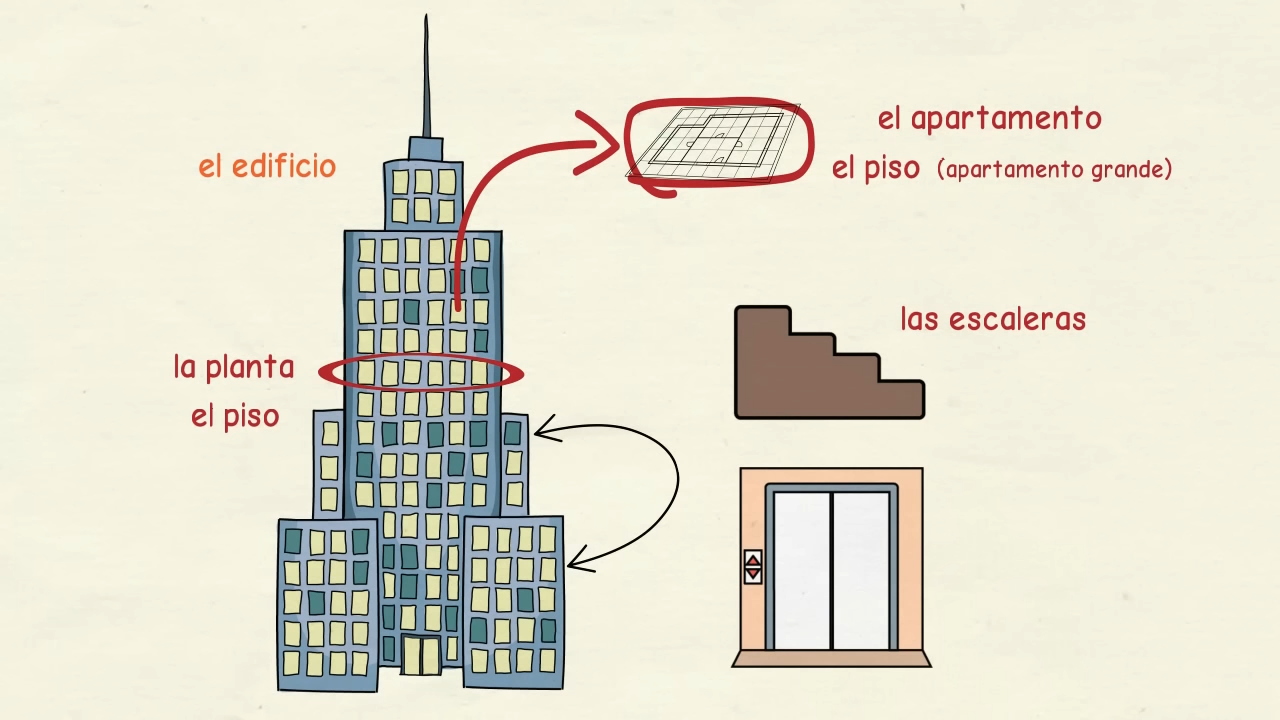 el edificio
el apartamento
el piso (apartamento grande)
las escaleras
la planta
el piso